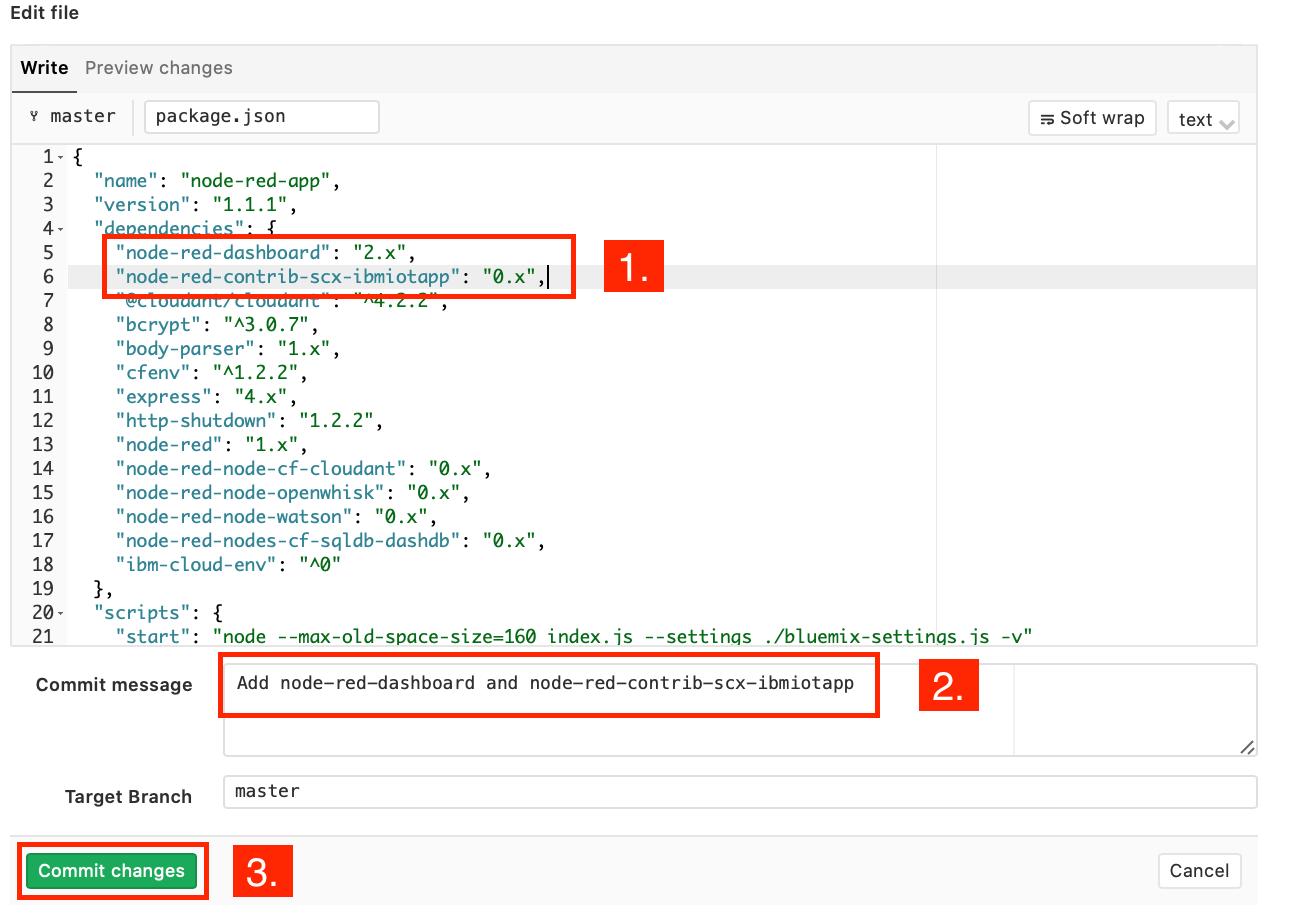 Edit file
Write Preview changes
master package.json Soft wrap text
1 {
2 "name": "node-red-app",
3 "version": "1.1.1",
4 "dependencies": {
5 "node-red-dashboard": "2.x",
1.
6 "node-red-contrib-scx-ibmiotapp": "0.x",
7 "@cloudant/cloudant": "^4.2.2",
8 "bcrypt": "^3.0.7",
9 "body-parser": "1.x",
10 "cfenv": "^1.2.2",
11 "express": "4.x",
12 "http-shutdown": "1.2.2",
13 "node-red": "1.x",
14 "node-red-node-cf-cloudant": "0.x",
15 "node-red-node-openwhisk": "0.x",
16 "node-red-node-watson": "0.x",
17 "node-red-nodes-cf-sqldb-dashdb": "0.x",
18 "ibm-cloud-env": "^0"
19 },
20 "scripts": {
21 "start": "node --max-old-space-size=160 index.js --settings ./bluemix-settings.js -v"
Commit message Add node-red-dashboard and node-red-contrib-scx-ibmiotapp 2.
Target Branch master
Commit changes 3. Cancel